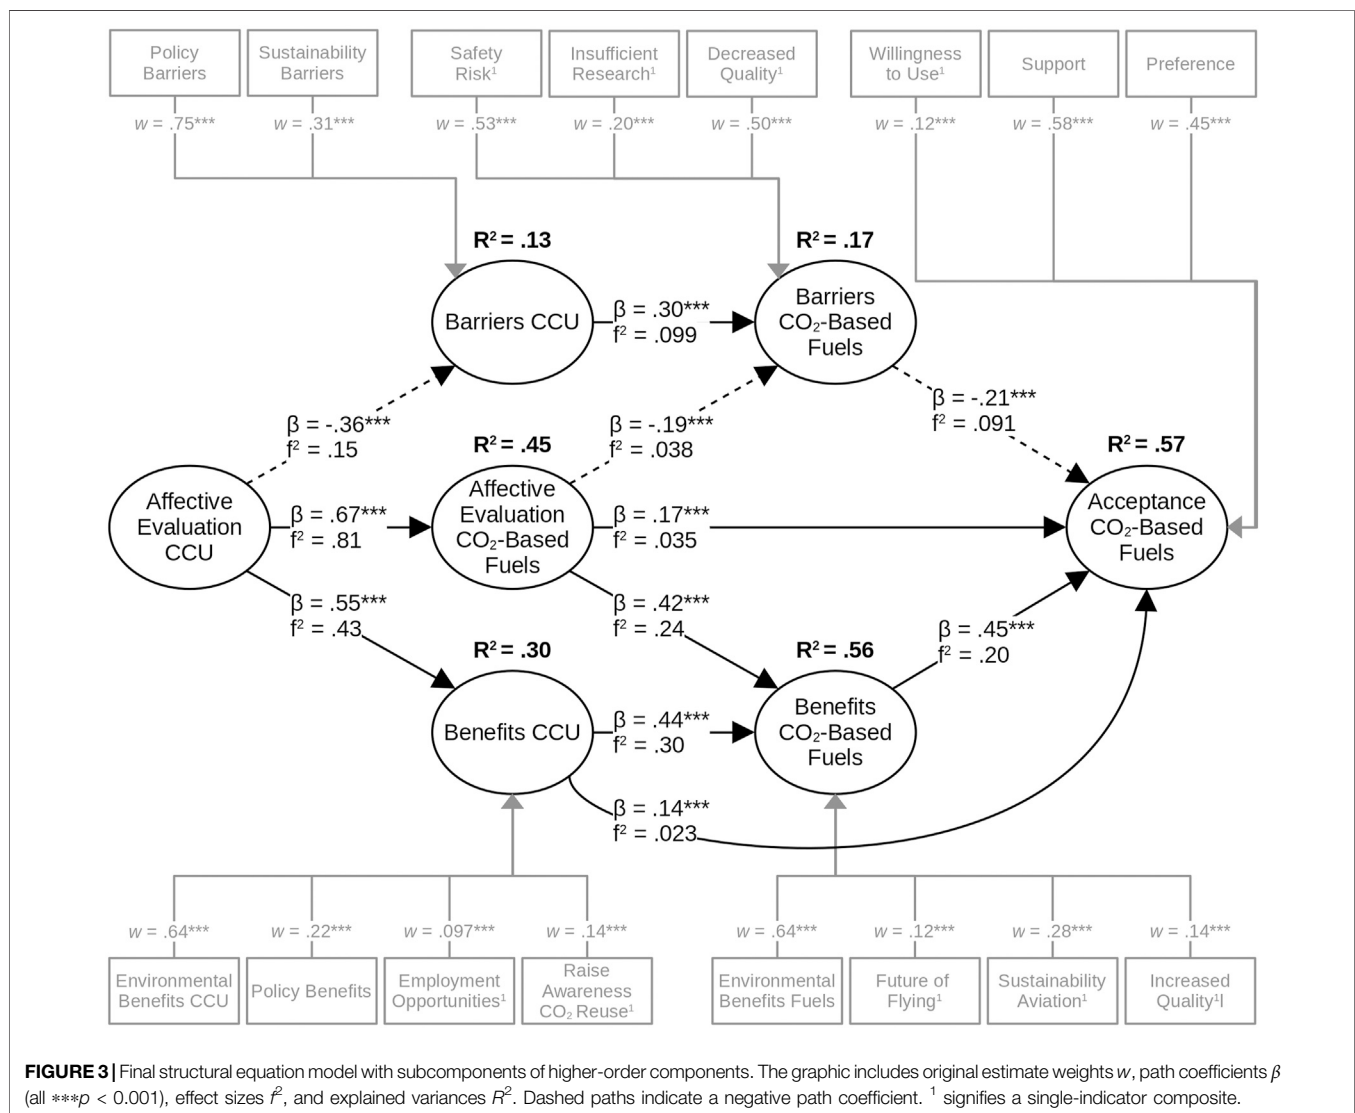 Policy
Barriers
Sustainability
Barriers
Safety
Risk¹
Insufficient
Research¹
Decreased
Quality¹
Willingness
to Use¹
Support
Preference
w = .75***
w = .31***
w = .53***
w = .20***
w = .50***
w = .12***
w = .58***
w = .45***
R² = .13
R² = .17
Barriers CCU
β = .30***
f² = .099
Barriers
CO₂-Based
Fuels
β = -.36***
f² = .15
β = -.19***
f² = .038
β = -.21***
f² = .091
R² = .45
R² = .57
Affective
Evaluation
CCU
β = .67***
f² = .81
Affective
Evaluation
CO₂-Based
Fuels
β = .17***
f² = .035
Acceptance
CO₂-Based
Fuels
β = .55***
f² = .43
β = .42***
f² = .24
β = .45***
f² = .20
R² = .30
R² = .56
Benefits CCU
β = .44***
f² = .30
Benefits
CO₂-Based
Fuels
β = .14***
f² = .023
w = .64***
w = .22***
w = .097***
w = .14***
w = .64***
w = .12***
w = .28***
w = .14***
Environmental
Benefits CCU
Policy Benefits
Employment
Opportunities¹
Raise
Awareness
CO₂ Reuse¹
Environmental
Benefits Fuels
Future of
Flying¹
Sustainability
Aviation¹
Increased
Quality¹l
FIGURE 3 | Final structural equation model with subcomponents of higher-order components. The graphic includes original estimate weights w, path coefficients β
(all ***p < 0.001), effect sizes f², and explained variances R². Dashed paths indicate a negative path coefficient. ¹ signifies a single-indicator composite.